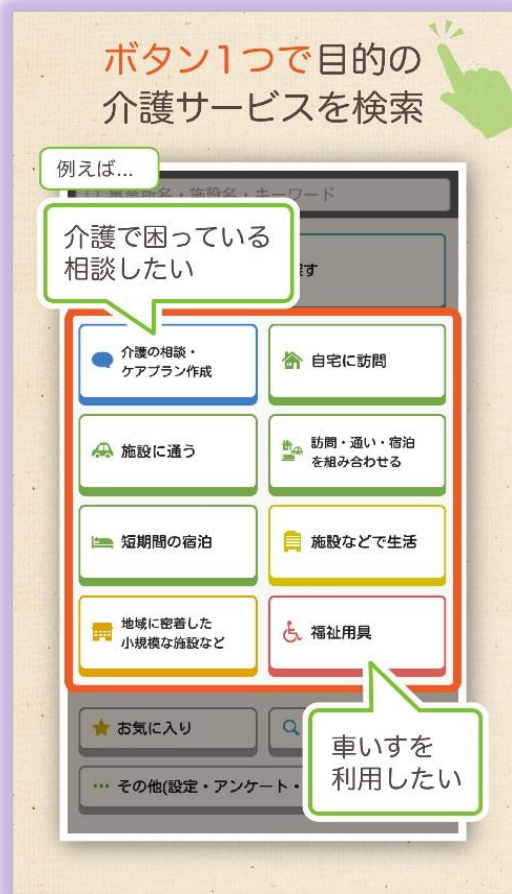 ボタン1つで目的の
介護サービスを検索
例えば...
事業所名・施設名・キーワード
介護で困っている
相談したい
す
介護の相談・
ケアプラン作成
自宅に訪問
施設に通う
訪問・通い・宿泊
を組み合わせる
短期間の宿泊
施設などで生活
地域に密着した
小規模な施設など
福祉用具
お気に入り
車いすを
利用したい
その他(設定・アンケート・